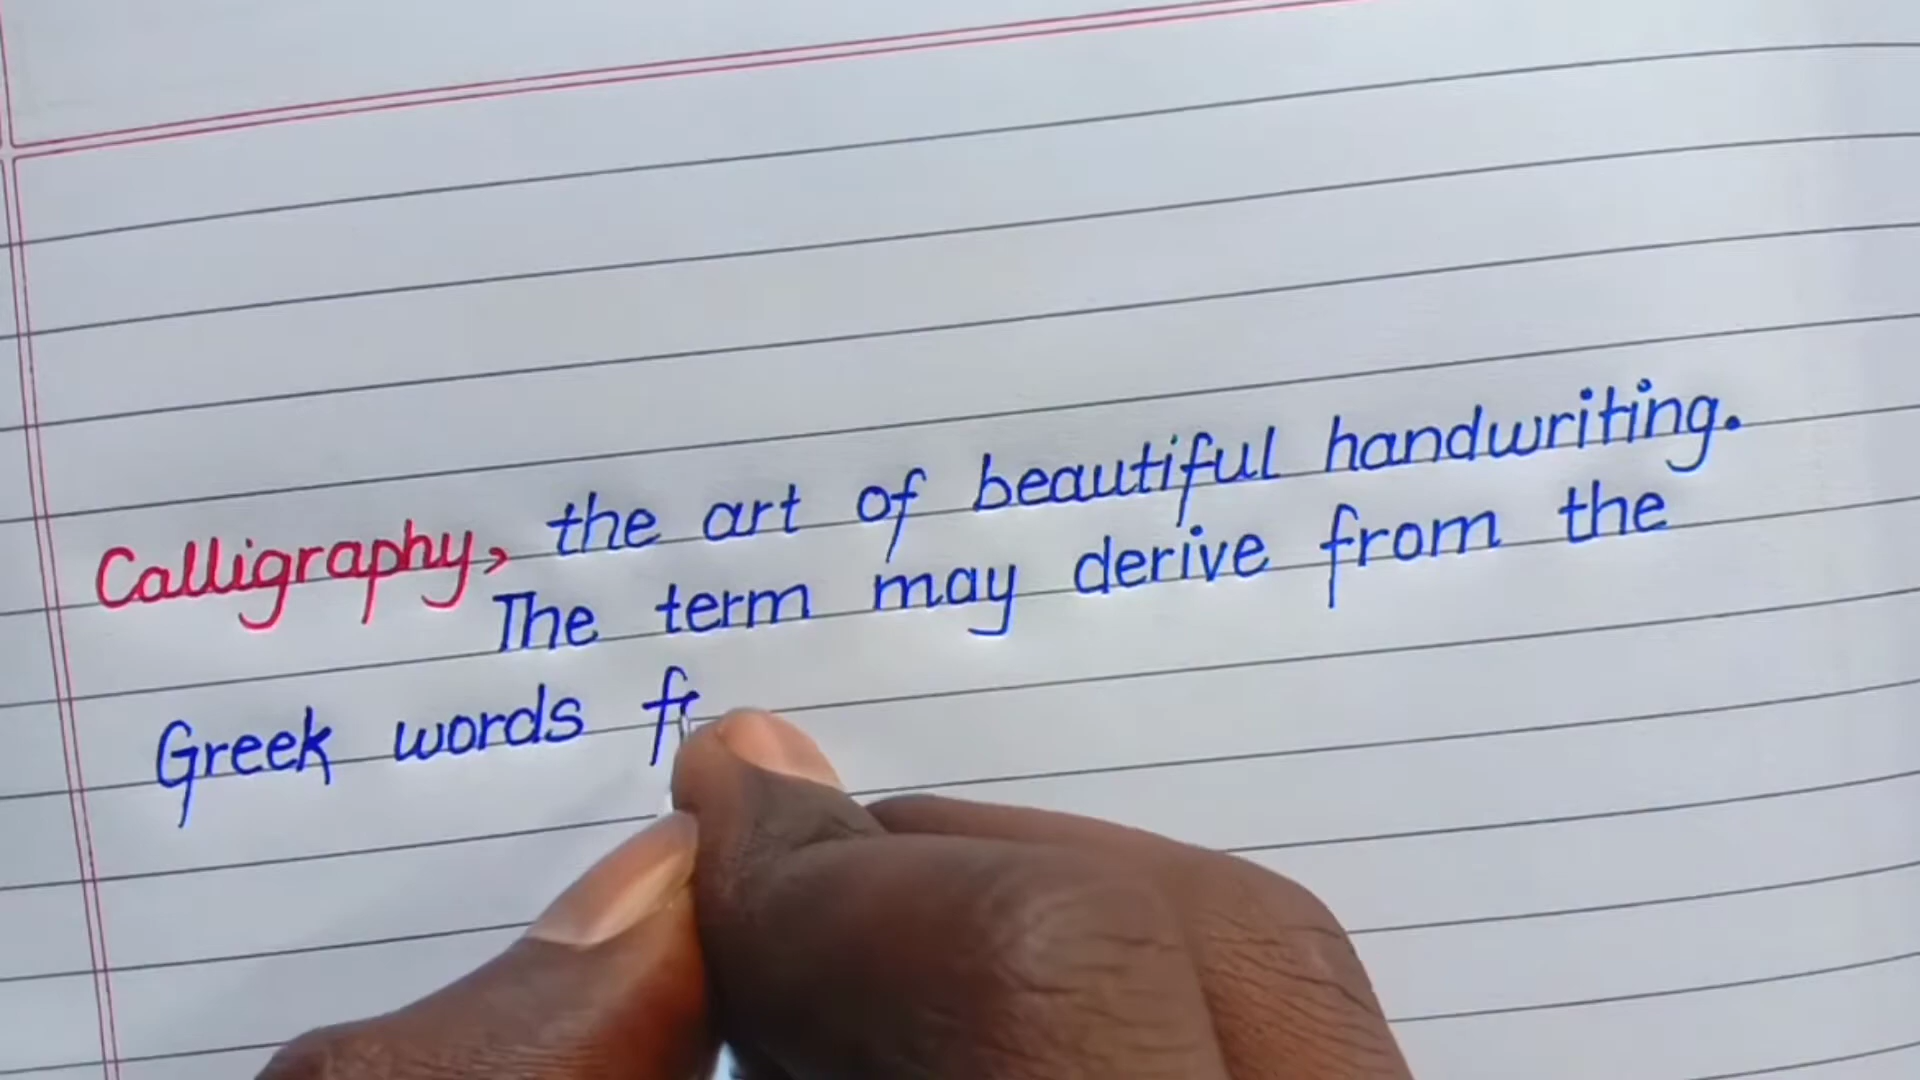 Calligraphy, the art of beautiful handwriting.
The term may derive from the
Greek words